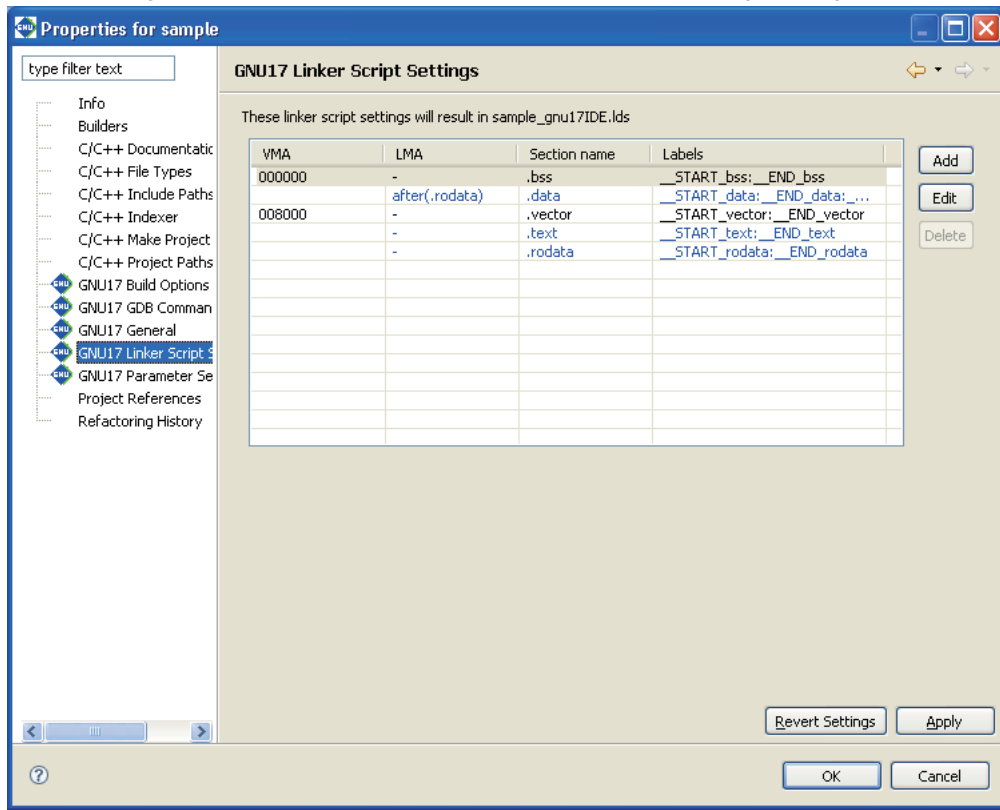 Properties for sample
type filter text
GNU17 Linker Script Settings
Info
Builders
C/C++ Documentatic
C/C++ File Types
C/C++ Include Paths
C/C++ Indexer
C/C++ Make Project
C/C++ Project Paths
GNU17 Build Options
GNU17 GDB Comman
GNU17 General
GNU17 Linker Script S
GNU17 Parameter Se
Project References
Refactoring History
These linker script settings will result in sample_gnu17IDE.lds
VMA LMA Section name Labels
000000 - .bss __START_bss:__END_bss
after(.rodata) .data __START_data:__END_data:_...
008000 - .vector __START_vector:__END_vector
- .text __START_text:__END_text
- .rodata __START_rodata:__END_rodata
Add
Edit
Delete
Revert Settings Apply
OK Cancel